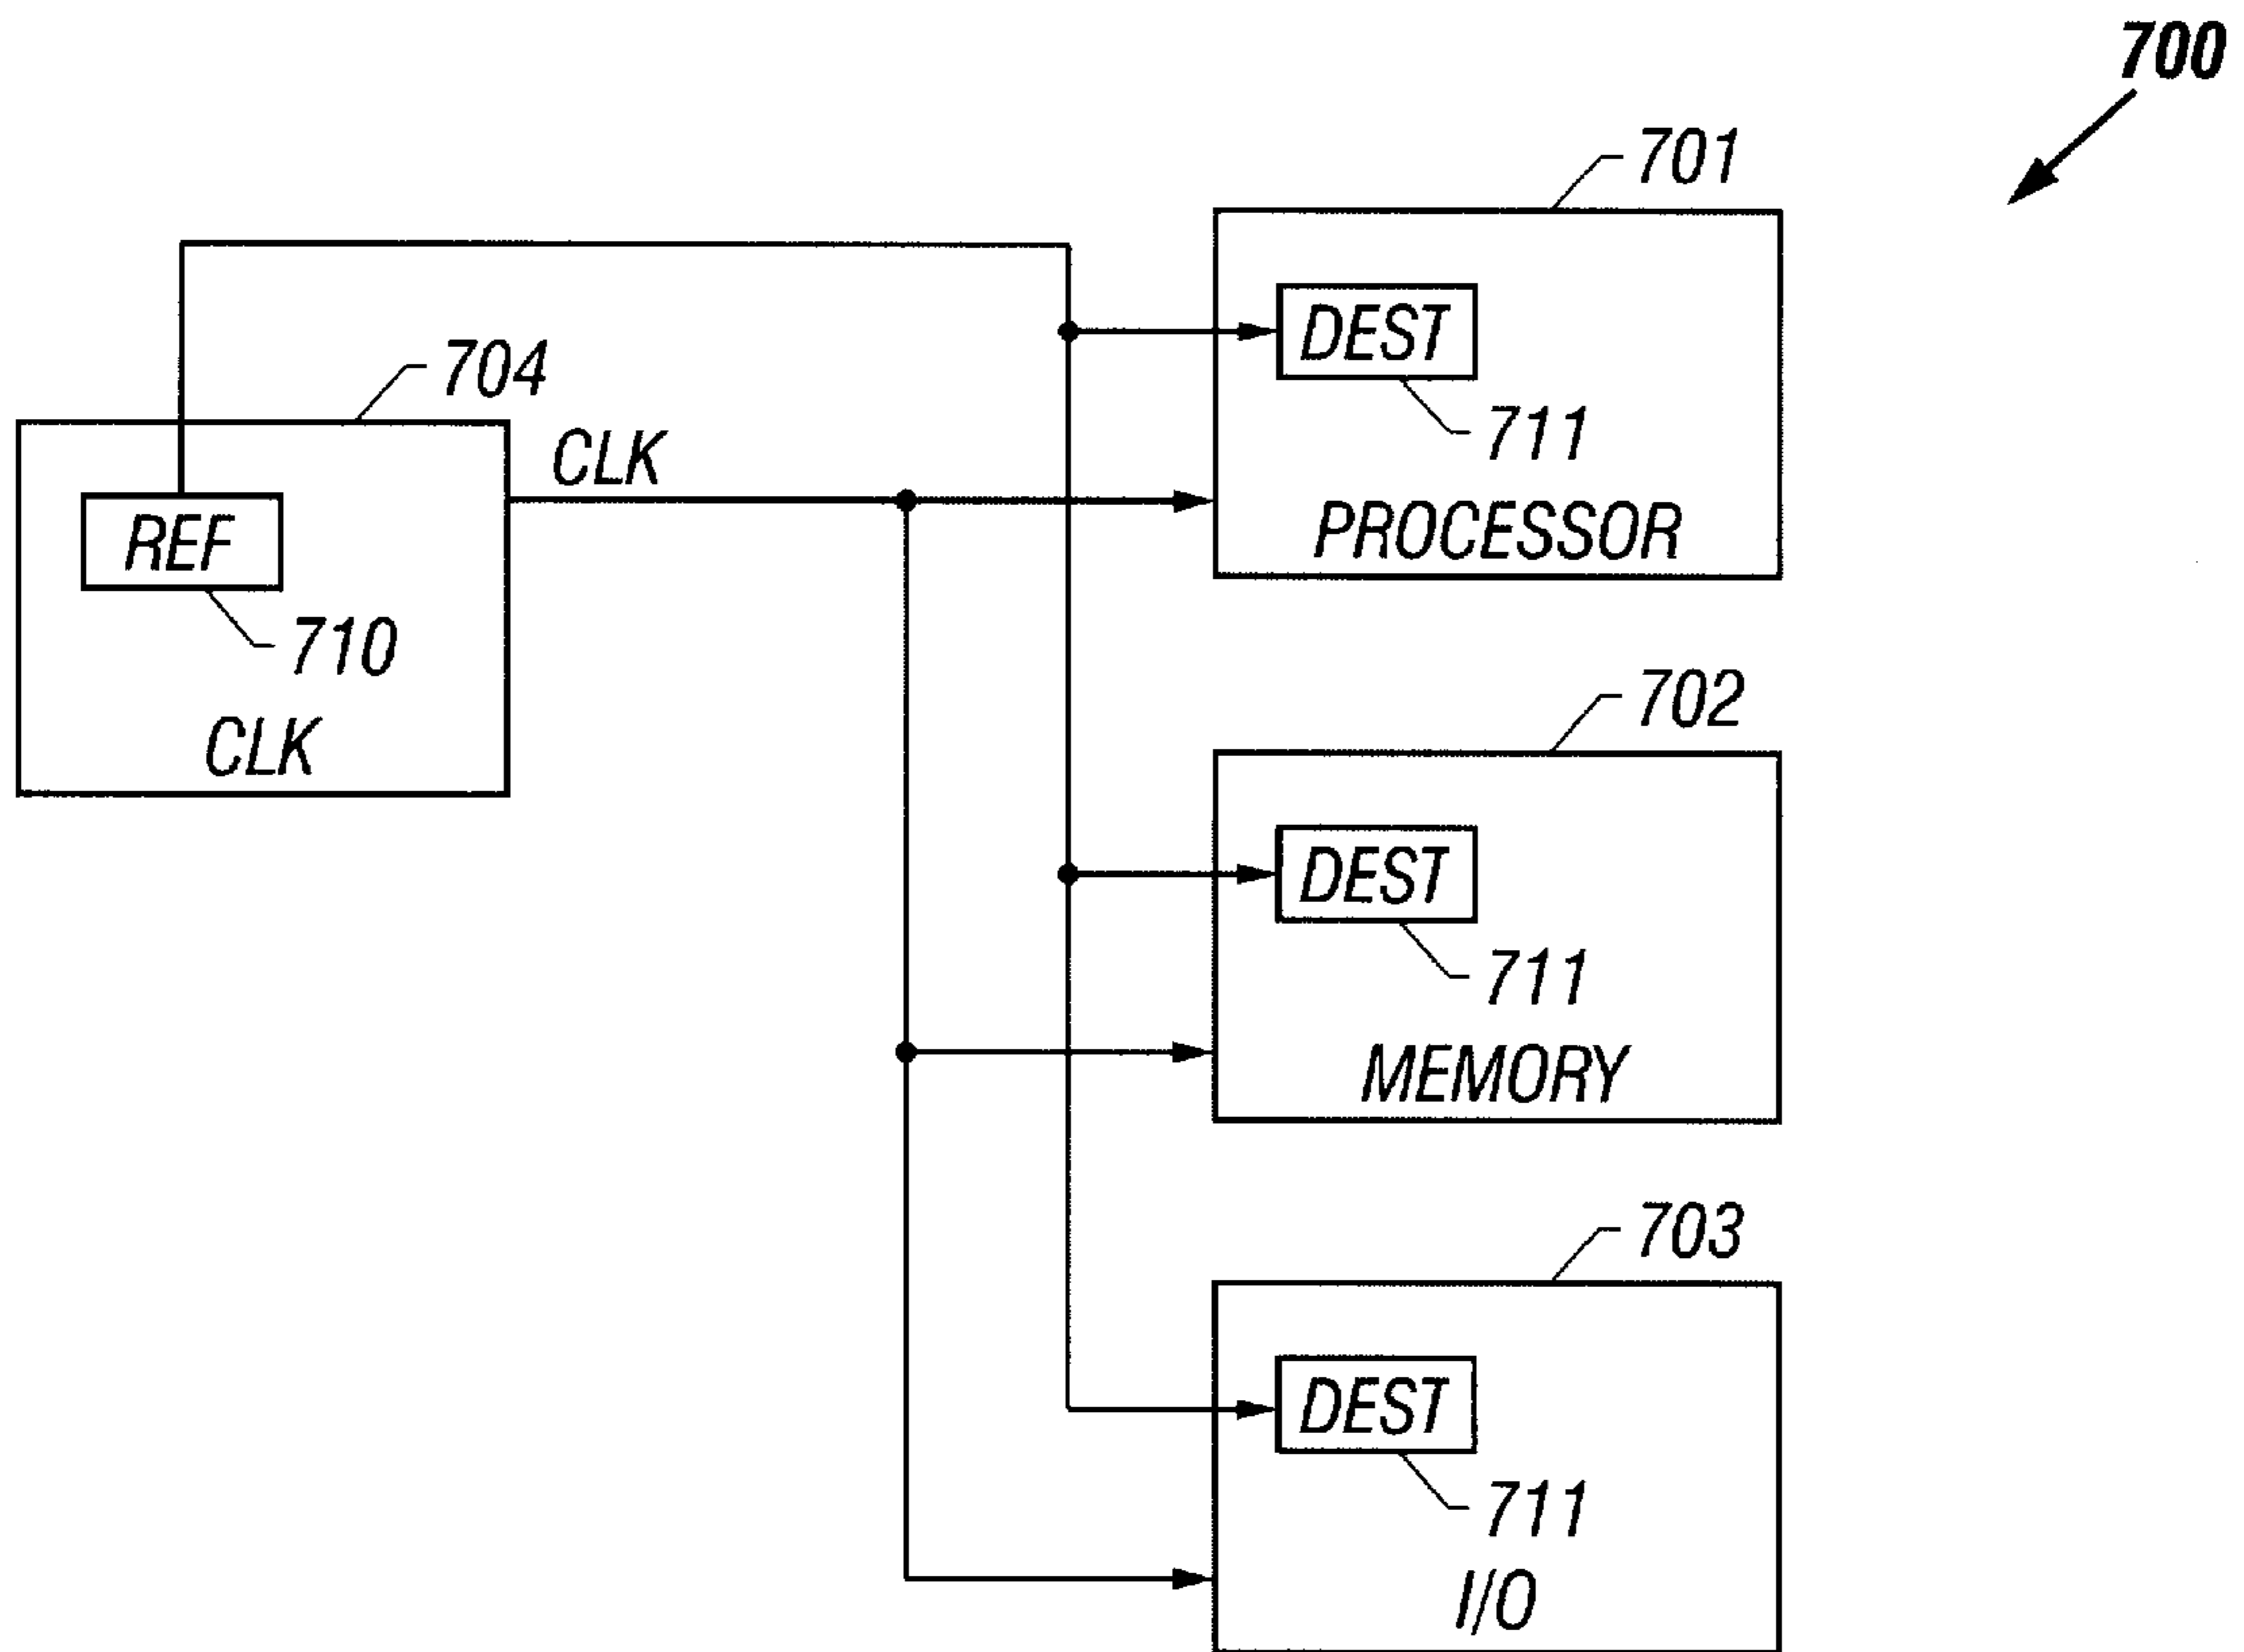 700
701
DEST
711
PROCESSOR
704
CLK
REF
710
CLK
702
DEST
711
MEMORY
703
DEST
711
I/O